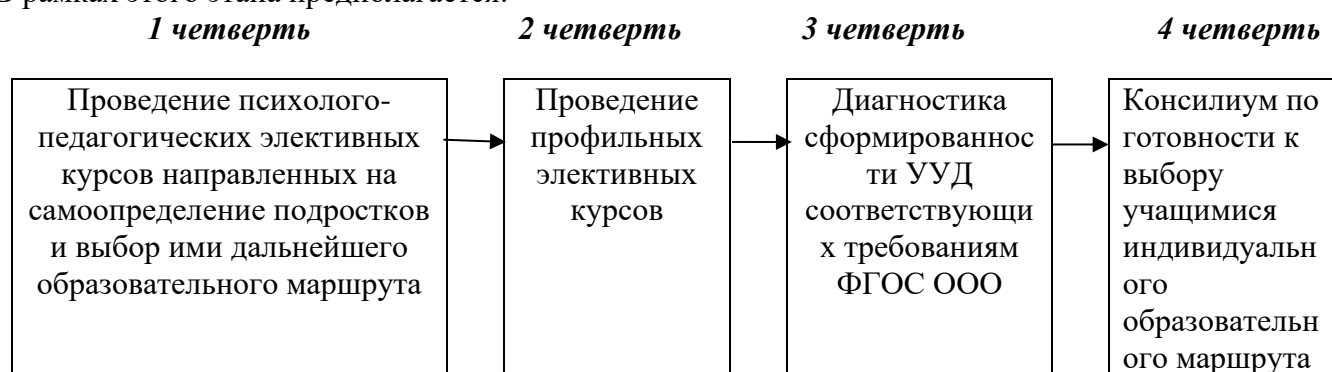 В рамках этого этапа предполагается:
1 четверть
2 четверть
3 четверть
4 четверть
Проведение психолого-
педагогических элективных
курсов направленных на
самоопределение подростков
и выбор ими дальнейшего
образовательного маршрута
Проведение
профильных
элективных
курсов
Диагностика
сформированнос
ти УУД
соответствующи
х требованиям
ФГОС ООО
Консилиум по
готовности к
выбору
учащимися
индивидуальн
ого
образовательн
ого маршрута